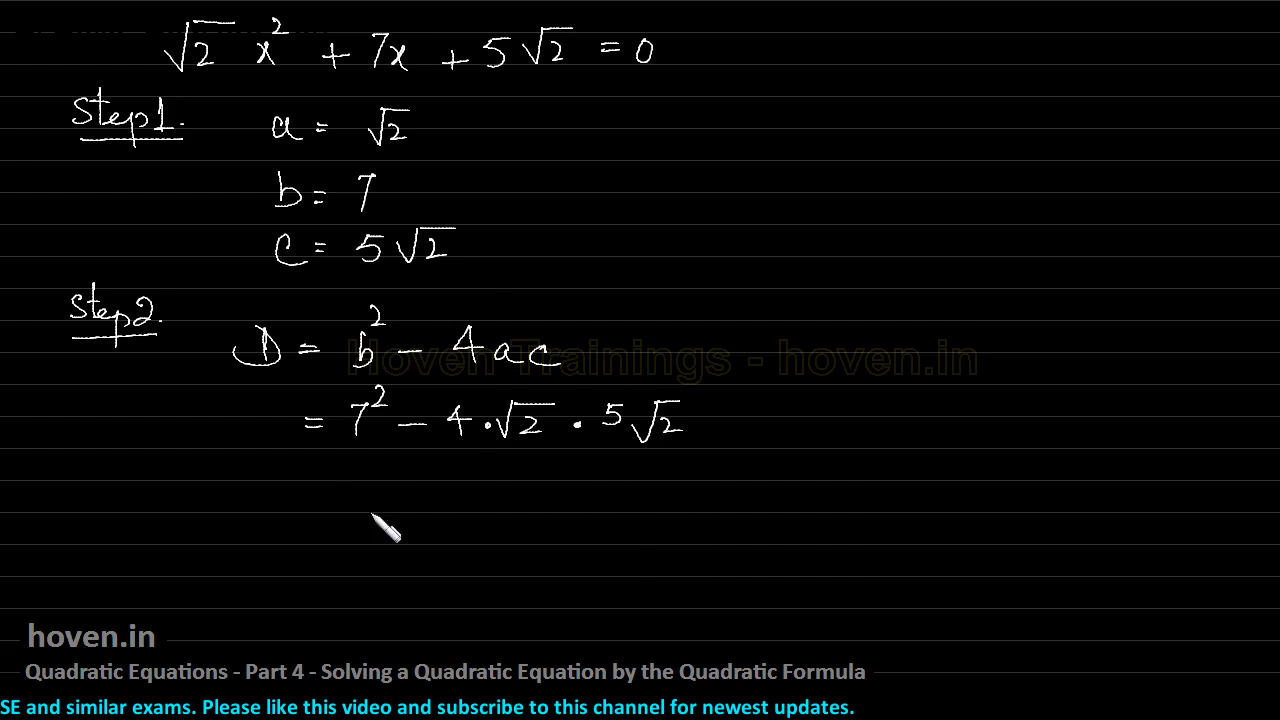 √2 x² + 7x + 5√2 = 0
Step1. a = √2
b = 7
c = 5√2
Step2.
D = b² - 4ac
Hoven Trainings - hoven.in
= 7² - 4·√2 · 5√2
hoven.in
Quadratic Equations - Part 4 - Solving a Quadratic Equation by the Quadratic Formula
SE and similar exams. Please like this video and subscribe to this channel for newest updates.